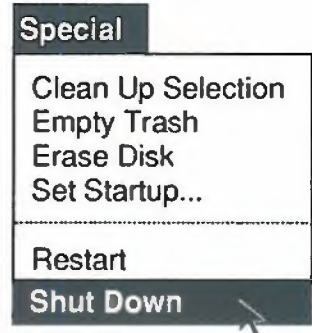 Special
Clean Up Selection
Empty Trash
Erase Disk
Set Startup...
Restart
Shut Down